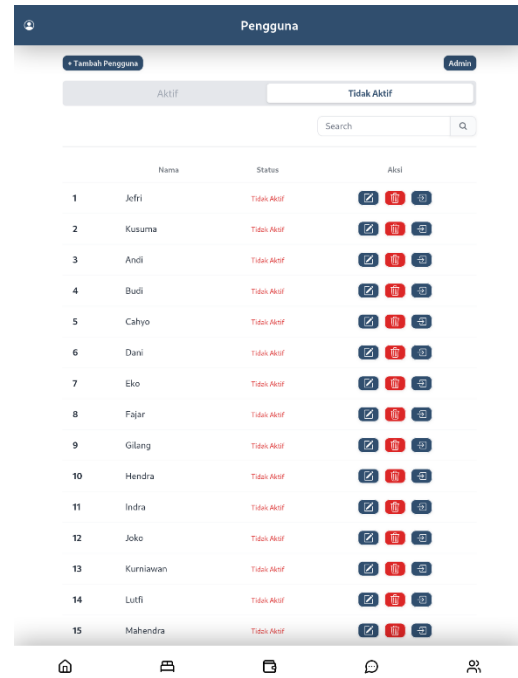 Pengguna
+ Tambah Pengguna Admin
Aktif Tidak Aktif
Search
Nama Status Aksi
1 Jefri Tidak Aktif
2 Kusuma Tidak Aktif
3 Andi Tidak Aktif
4 Budi Tidak Aktif
5 Cahyo Tidak Aktif
6 Dani Tidak Aktif
7 Eko Tidak Aktif
8 Fajar Tidak Aktif
9 Gilang Tidak Aktif
10 Hendra Tidak Aktif
11 Indra Tidak Aktif
12 Joko Tidak Aktif
13 Kurniawan Tidak Aktif
14 Lutfi Tidak Aktif
15 Mahendra Tidak Aktif